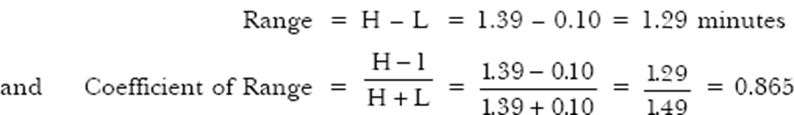 Range = H – L = 1.39 – 0.10 = 1.29 minutes
and Coefficient of Range = H – l / H + L = 1.39 – 0.10 / 1.39 + 0.10 = 1.29 / 1.49 = 0.865